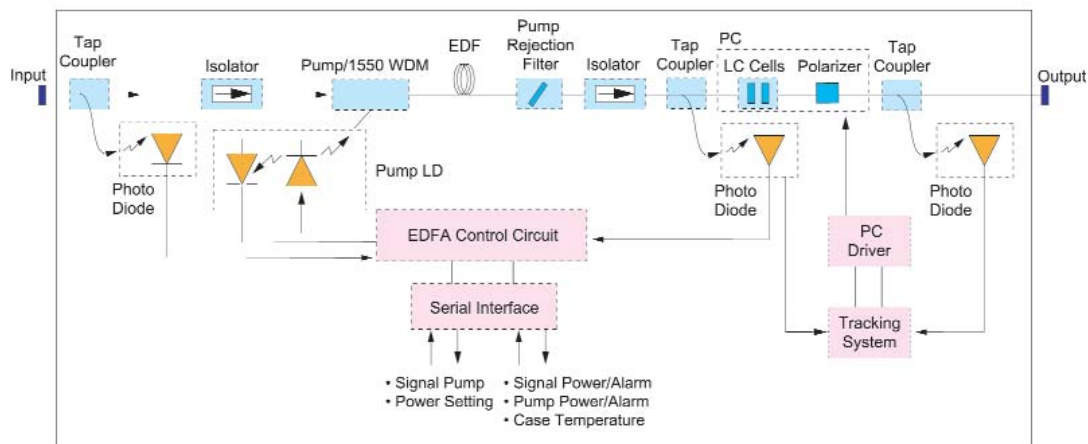 Input
Tap
Coupler
Isolator
Pump/1550 WDM
EDF
Pump
Rejection
Filter
Isolator
Tap
Coupler
PC
LC Cells
Polarizer
Tap
Coupler
Output
Photo
Diode
Pump LD
Photo
Diode
Photo
Diode
EDFA Control Circuit
PC
Driver
Serial Interface
Tracking
System
• Signal Pump
• Power Setting
• Signal Power/Alarm
• Pump Power/Alarm
• Case Temperature